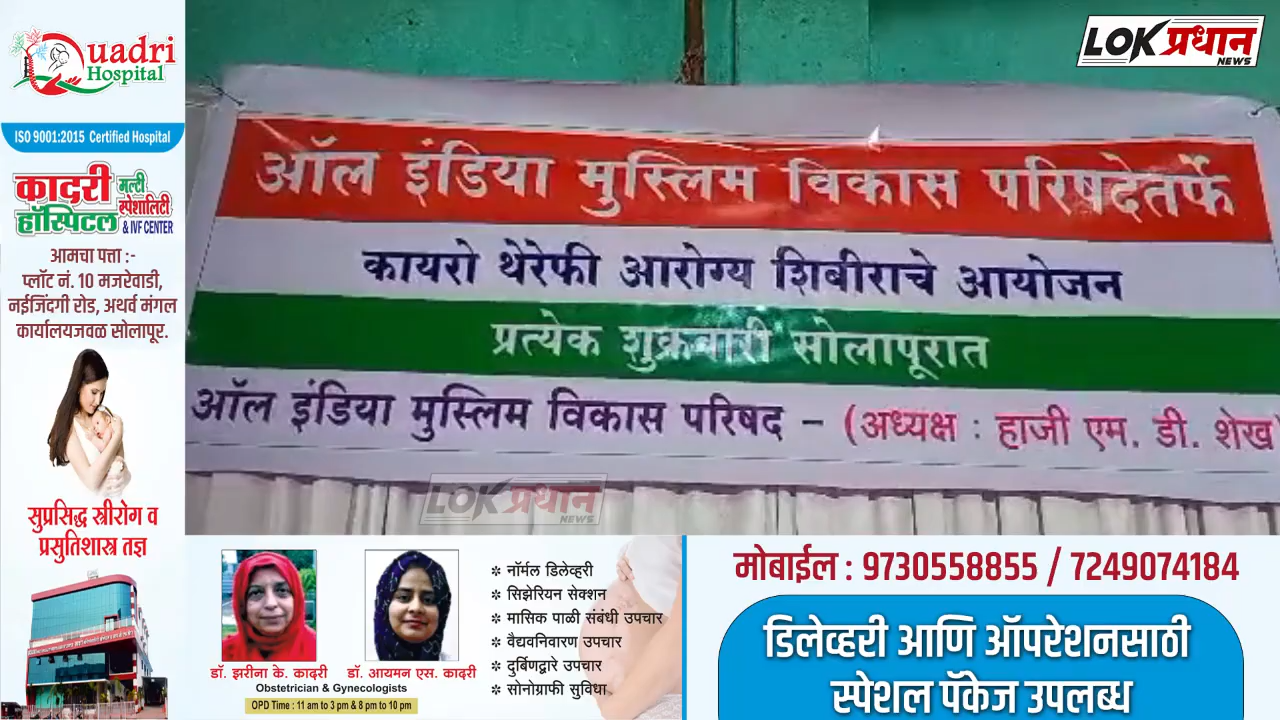 Quadri
Hospital
ISO 9001:2015 Certified Hospital
कादरी मल्टी
हॉस्पिटल स्पेशालिटी
& IVF CENTER
आमचा पत्ता :-
प्लॉट नं. 10 मजरेवाडी,
नईजिंदगी रोड, अथर्व मंगल
कार्यालयजवळ सोलापूर.
सुप्रसिद्ध स्त्रीरोग व
प्रसुतिशास्त्र तज्ञ
LOK प्रधान
NEWS
ऑल इंडिया मुस्लिम विकास परिषदेतर्फे
कायरो थेरेफी आरोग्य शिबीराचे आयोजन
प्रत्येक शुक्रवारी सोलापूरात
ऑल इंडिया मुस्लिम विकास परिषद – (अध्यक्ष : हाजी एम. डी. शेख)
LOK प्रधान
NEWS
डॉ. झरीना के. कादरी
डॉ. आयमन एस. कादरी
Obstetrician & Gynecologists
OPD Time : 11 am to 3 pm & 8 pm to 10 pm
✲ नॉर्मल डिलेव्हरी
✲ सिझेरियन सेक्शन
✲ मासिक पाळी संबंधी उपचार
✲ वैद्यवनिवारण उपचार
✲ दुर्बिणद्वारे उपचार
✲ सोनोग्राफी सुविधा
मोबाईल : 9730558855 / 7249074184
डिलेव्हरी आणि ऑपरेशनसाठी
स्पेशल पॅकेज उपलब्ध